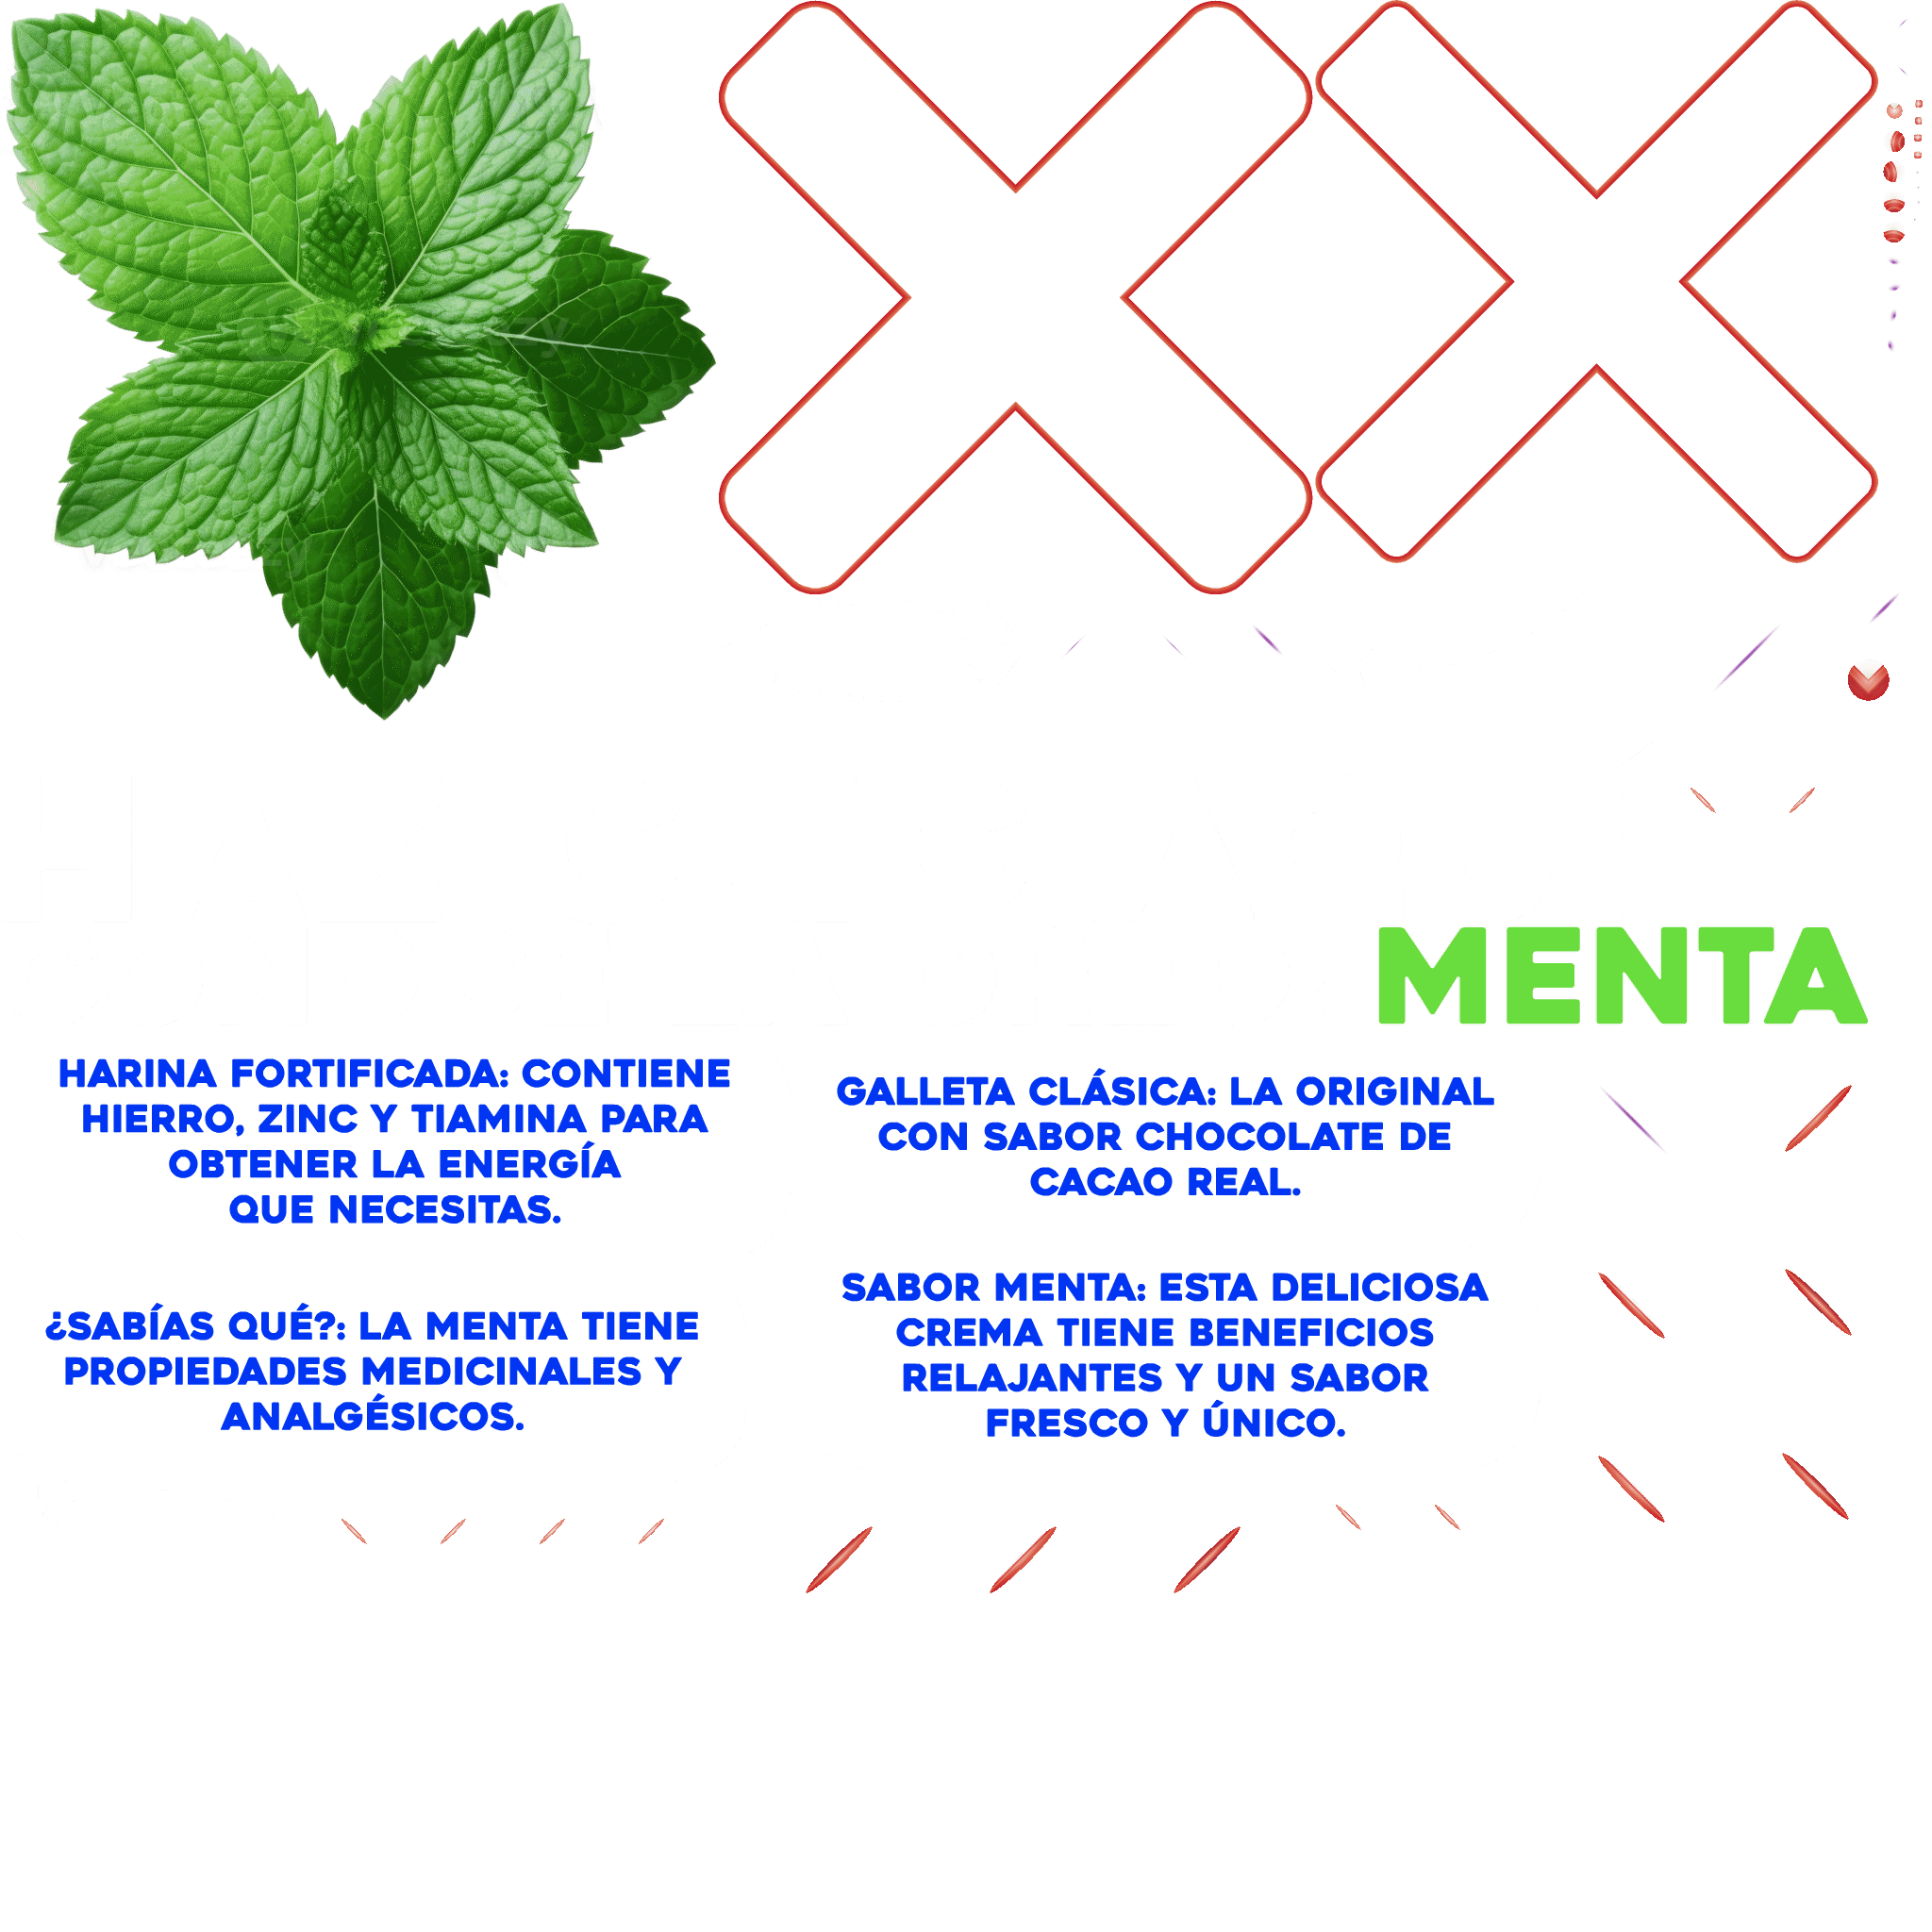 MENTA
HARINA FORTIFICADA: CONTIENE
HIERRO, ZINC Y TIAMINA PARA
OBTENER LA ENERGÍA
QUE NECESITAS.
¿SABÍAS QUÉ?: LA MENTA TIENE
PROPIEDADES MEDICINALES Y
ANALGÉSICOS.
GALLETA CLÁSICA: LA ORIGINAL
CON SABOR CHOCOLATE DE
CACAO REAL.
SABOR MENTA: ESTA DELICIOSA
CREMA TIENE BENEFICIOS
RELAJANTES Y UN SABOR
FRESCO Y ÚNICO.